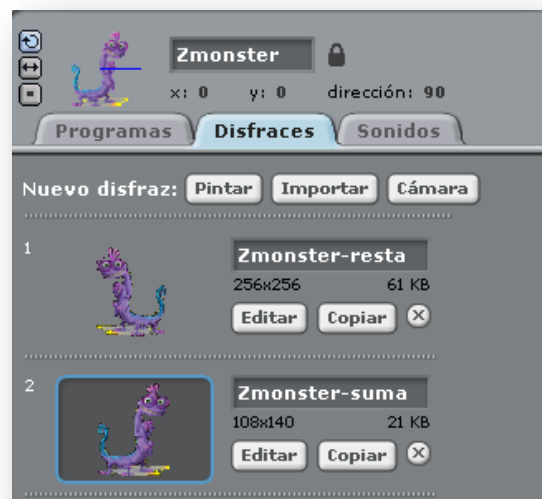 Zmonster
x: 0 y: 0 dirección: 90
Programas Disfraces Sonidos
Nuevo disfraz: Pintar Importar Cámara
1
Zmonster-resta
256x256 61 KB
Editar Copiar
2
Zmonster-suma
108x140 21 KB
Editar Copiar